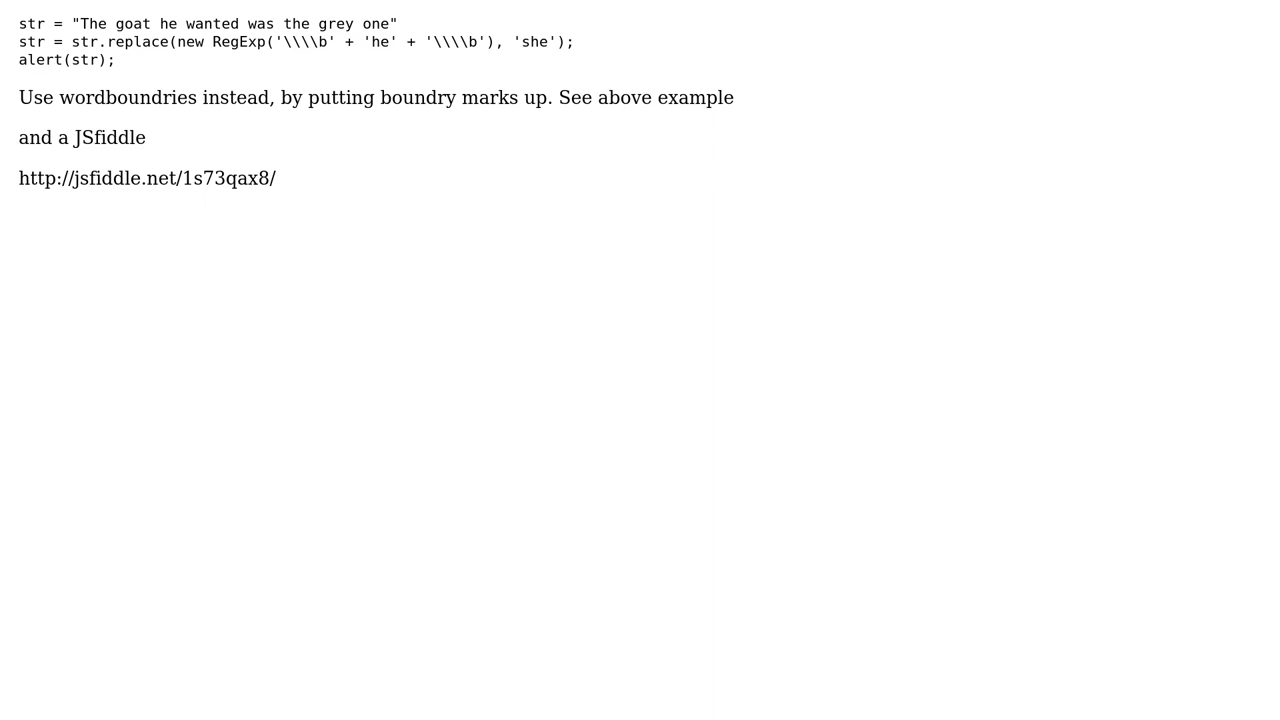 str = "The goat he wanted was the grey one"
str = str.replace(new RegExp('\\\\b' + 'he' + '\\\\b'), 'she');
alert(str);
Use wordboundries instead, by putting boundry marks up. See above example
and a JSfiddle
http://jsfiddle.net/1s73qax8/